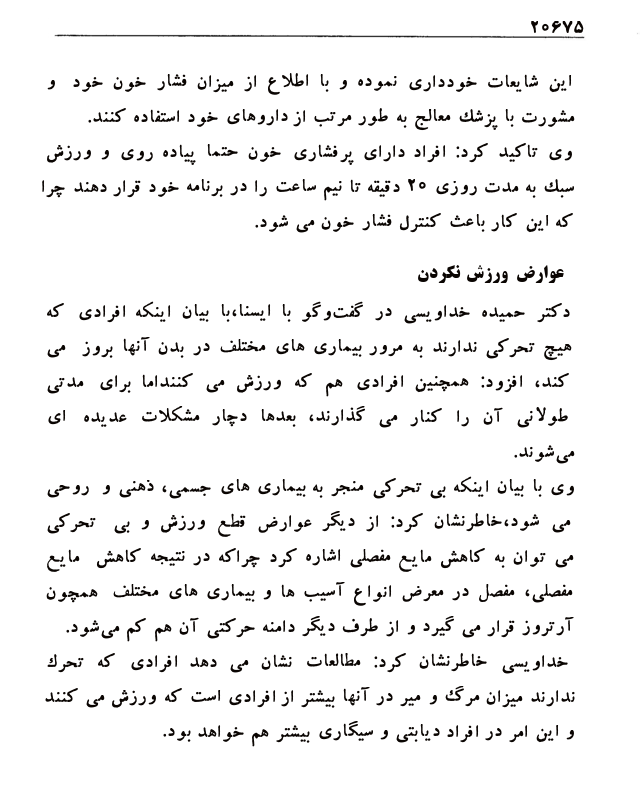 ۲۰۶۷۵
این شایعات خودداری نموده و با اطلاع از میزان فشار خون خود و
مشورت با پزشك معالج به طور مرتب از داروهای خود استفاده کنند.
وی تاکید کرد: افراد دارای پرفشاری خون حتما پیاده روی و ورزش
سبك به مدت روزی ۲۰ دقیقه تا نیم ساعت را در برنامه خود قرار دهند چرا
که این کار باعث کنترل فشار خون می شود.
عوارض ورزش نکردن
دکتر حمیده خداویسی در گفت‌وگو با ایسنا،با بیان اینکه افرادی که
هیچ تحرکی ندارند به مرور بیماری های مختلف در بدن آنها بروز می
کند، افزود: همچنین افرادی هم که ورزش می کننداما برای مدتی
طولانی آن را کنار می گذارند، بعدها دچار مشکلات عدیده ای
می‌شوند.
وی با بیان اینکه بی تحرکی منجر به بیماری های جسمی، ذهنی و روحی
می شود،خاطرنشان کرد: از دیگر عوارض قطع ورزش و بی تحرکی
می توان به کاهش مایع مفصلی اشاره کرد چراکه در نتیجه کاهش مایع
مفصلی، مفصل در معرض انواع آسیب ها و بیماری های مختلف همچون
آرتروز قرار می گیرد و از طرف دیگر دامنه حرکتی آن هم کم می‌شود.
خداویسی خاطرنشان کرد: مطالعات نشان می دهد افرادی که تحرك
ندارند میزان مرگ و میر در آنها بیشتر از افرادی است که ورزش می کنند
و این امر در افراد دیابتی و سیگاری بیشتر هم خواهد بود.